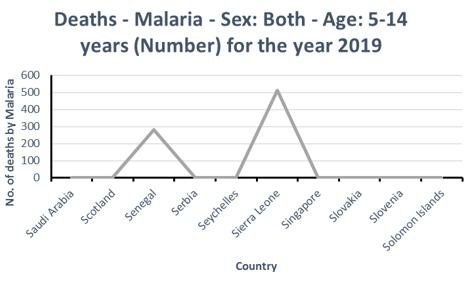 Deaths - Malaria - Sex: Both - Age: 5-14
years (Number) for the year 2019
No. of deaths by Malaria
600
500
400
300
200
100
0
Saudi Arabia
Scotland
Senegal
Serbia
Seychelles
Sierra Leone
Singapore
Slovakia
Slovenia
Solomon Islands
Country